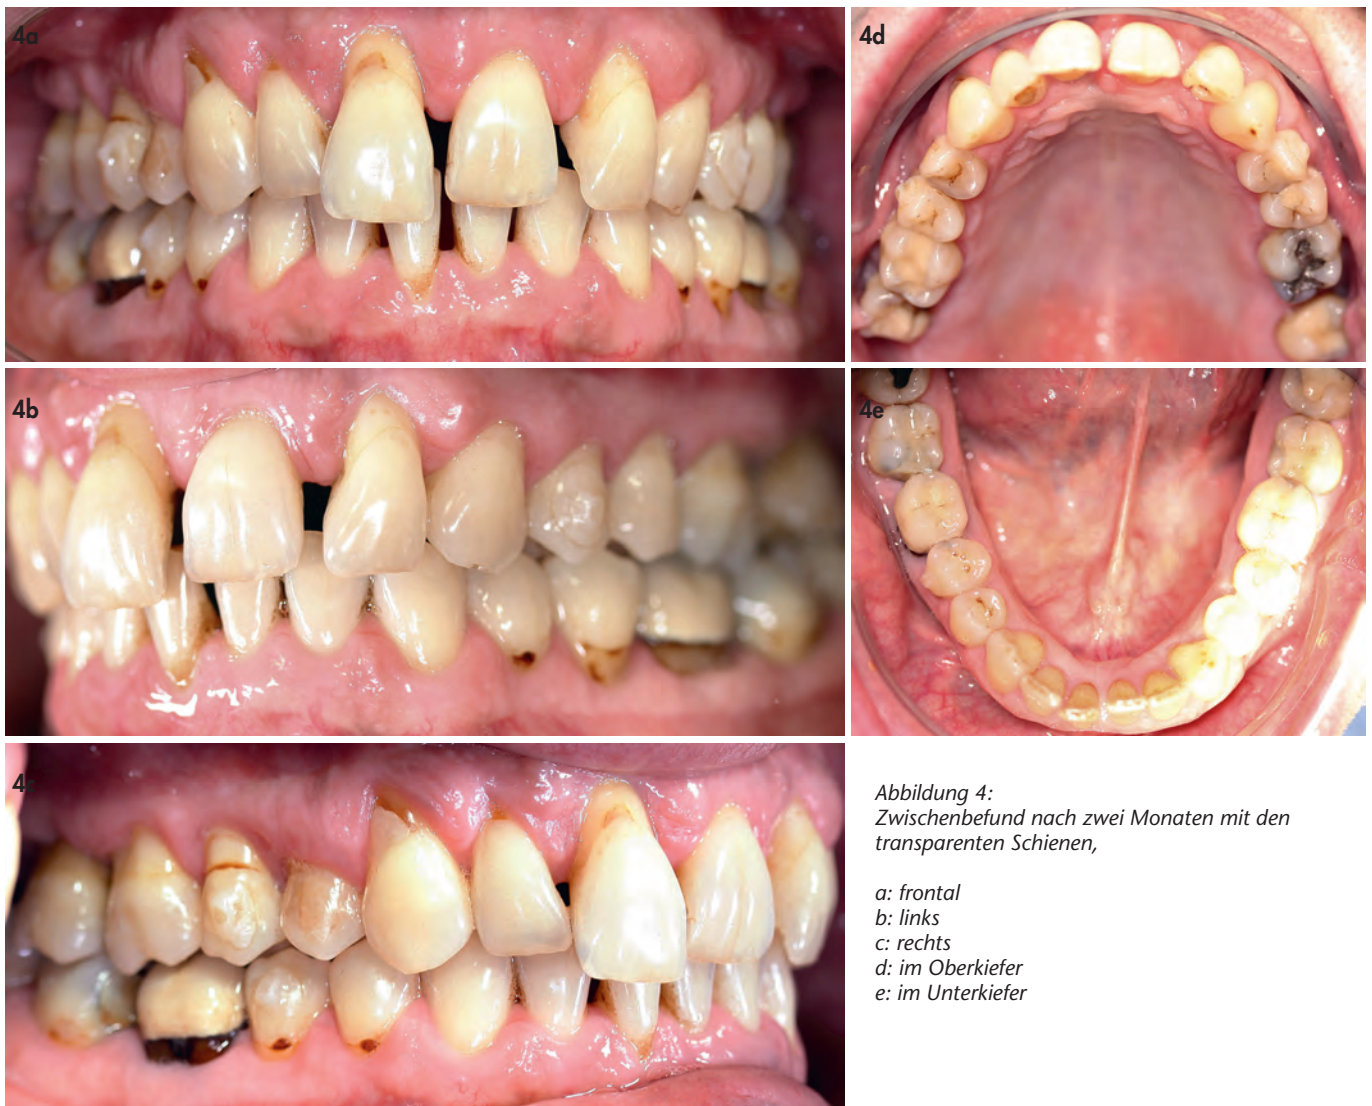 4a
4d
4b
4e
4c
Abbildung 4:
Zwischenbefund nach zwei Monaten mit den
transparenten Schienen,
a: frontal
b: links
c: rechts
d: im Oberkiefer
e: im Unterkiefer